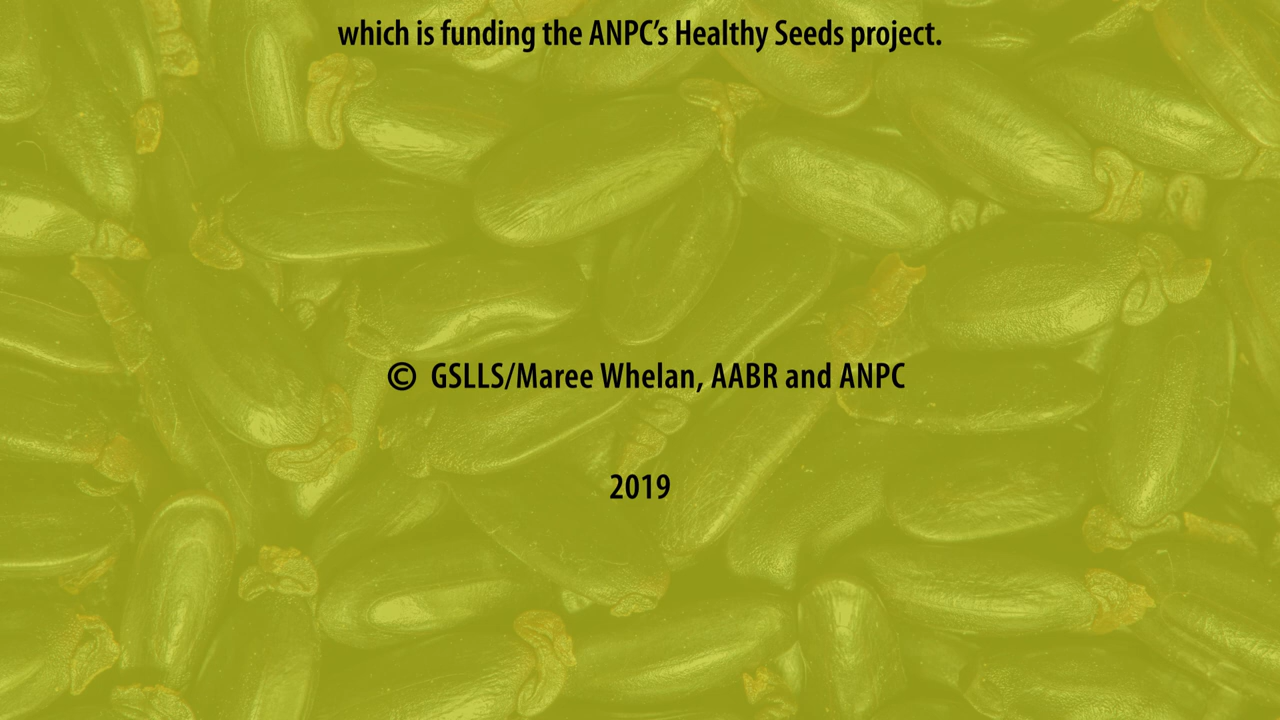 which is funding the ANPC’s Healthy Seeds project.
© GSLLS/Maree Whelan, AABR and ANPC
2019